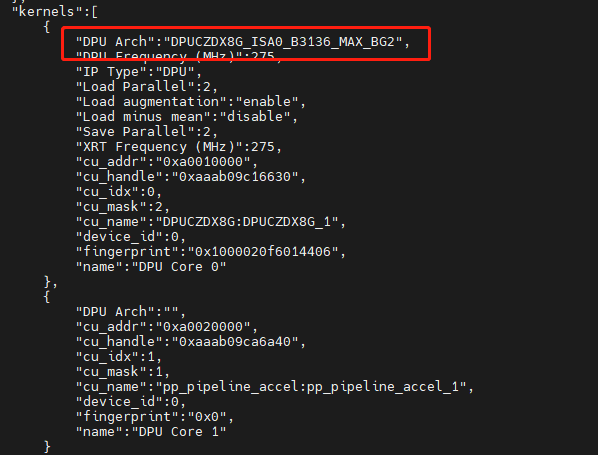 },
"kernels":[
{
"DPU Arch":"DPUCZDX8G_ISA0_B3136_MAX_BG2",
"DPU Frequency (MHz)":275,
"IP Type":"DPU",
"Load Parallel":2,
"Load augmentation":"enable",
"Load minus mean":"disable",
"Save Parallel":2,
"XRT Frequency (MHz)":275,
"cu_addr":"0xa0010000",
"cu_handle":"0xaaab09c16630",
"cu_idx":0,
"cu_mask":2,
"cu_name":"DPUCZDX8G:DPUCZDX8G_1",
"device_id":0,
"fingerprint":"0x1000020f6014406",
"name":"DPU Core 0"
},
{
"DPU Arch":"",
"cu_addr":"0xa0020000",
"cu_handle":"0xaaab09ca6a40",
"cu_idx":1,
"cu_mask":1,
"cu_name":"pp_pipeline_accel:pp_pipeline_accel_1",
"device_id":0,
"fingerprint":"0x0",
"name":"DPU Core 1"
}